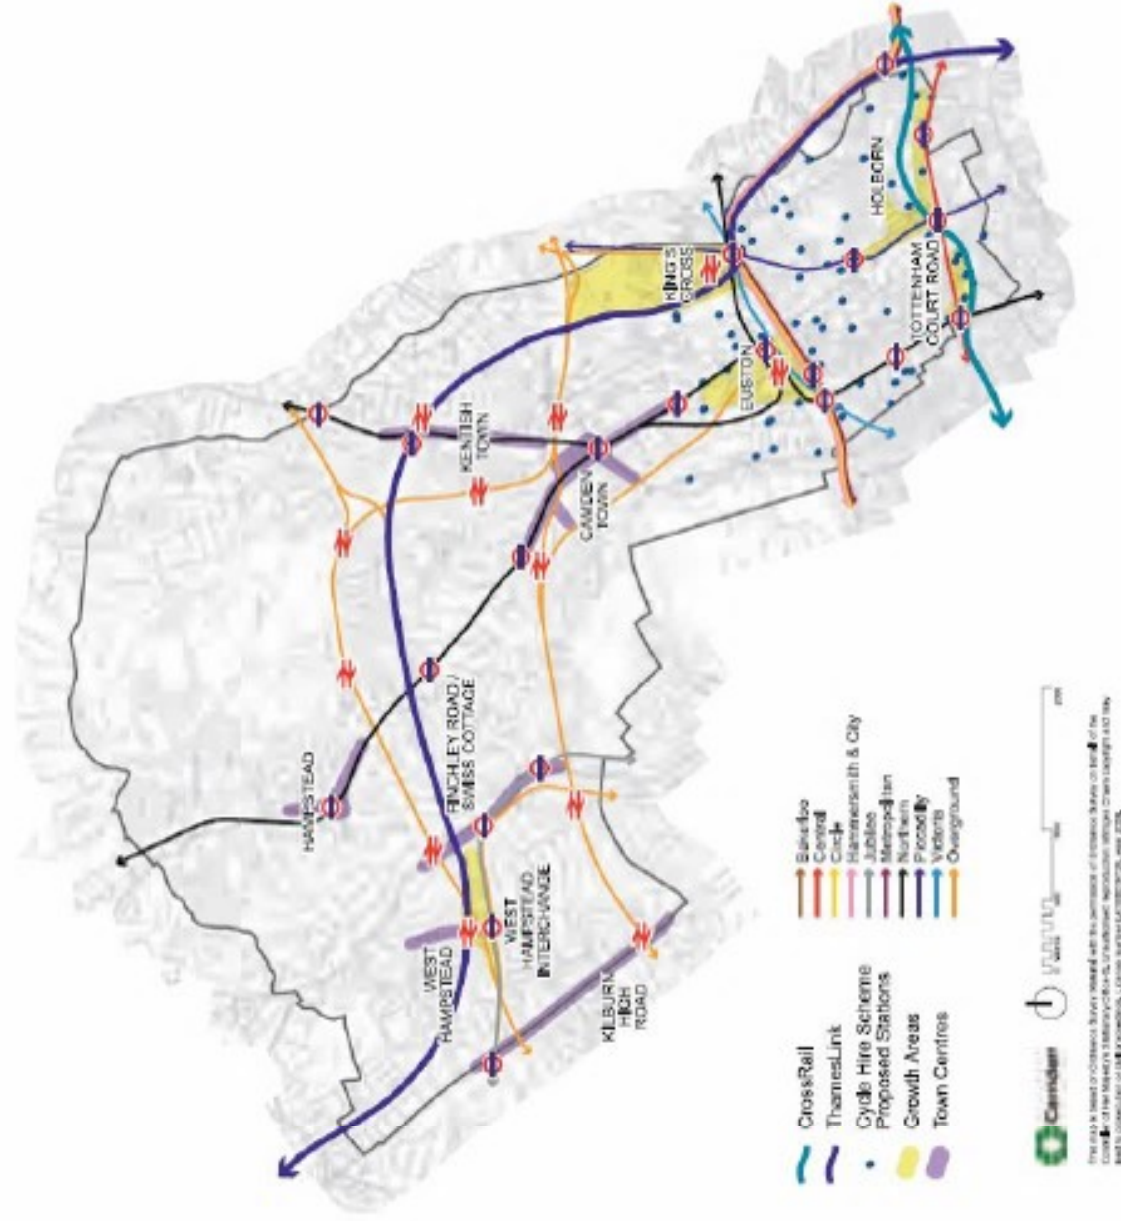 HAMPSTEAD
KENTISH
TOWN
FINCHLEY ROAD/
SWISS COTTAGE
WEST
HAMPSTEAD
WEST
HAMPSTEAD
INTERCHANGE
KILBURN
HIGH
ROAD
CAMDEN
TOWN
KING'S
CROSS
EUSTON
HOLBORN
TOTTENHAM
COURT ROAD
CrossRail
ThamesLink
Cycle Hire Scheme
Proposed Stations
Growth Areas
Town Centres
Bakerloo
Central
Circle
Hammersmith & City
Jubilee
Metropolitan
Northern
Piccadilly
Victoria
Overground
Camden